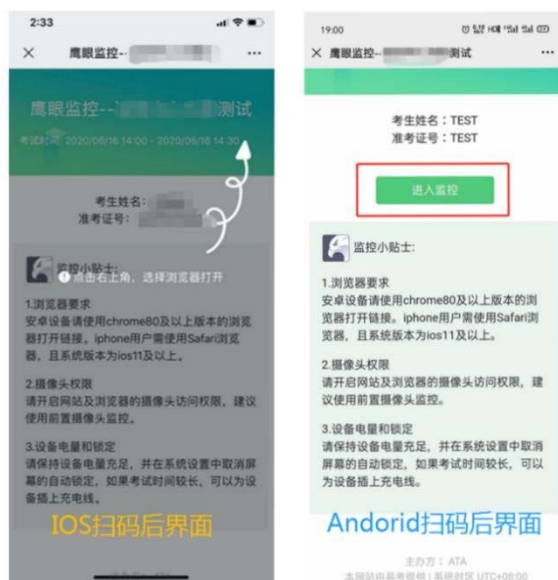 2:33
鹰眼监控--
鹰眼监控-- 测试
考试时间: 2020/06/16 14:00 - 2020/06/16 14:30
考生姓名:
准考证号:
监控小贴士:
点击右上角，选择浏览器打开
1.浏览器要求
安卓设备请使用chrome80及以上版本的浏览
器打开链接。iphone用户需使用Safari浏览
器，且系统版本为ios11及以上。
2.摄像头权限
请开启网站及浏览器的摄像头访问权限，建议
使用前置摄像头监控。
3.设备电量和锁定
请保持设备电量充足，并在系统设置中取消屏
幕的自动锁定，如果考试时间较长，可以为设
备插上充电线。
IOS扫码后界面
19:00
鹰眼监控-- 测试
考生姓名：TEST
准考证号：TEST
进入监控
监控小贴士:
1.浏览器要求
安卓设备请使用chrome80及以上版本的浏
览器打开链接。iphone用户需使用Safari浏
览器，且系统版本为ios11及以上。
2.摄像头权限
请开启网站及浏览器的摄像头访问权限，建
议使用前置摄像头监控。
3.设备电量和锁定
请保持设备电量充足，并在系统设置中取消
屏幕的自动锁定，如果考试时间较长，可以
为设备插上充电线。
Andorid扫码后界面
主办方：ATA
本网站由易考提供 | 系统时区 UTC+08:00